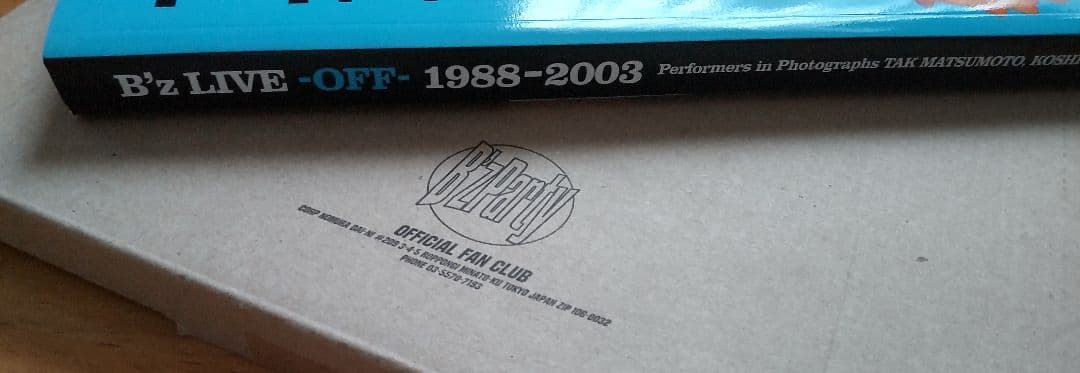 B'z LIVE -OFF- 1988-2003 Performers in Photographs TAK MATSUMOTO, KOSHI
B'z Party
OFFICIAL FAN CLUB
CORP NOMURA DAI-NI #209 3-4-5 ROPPONGI MINATO-KU TOKYO JAPAN ZIP 106-0032
PHONE 03-5570-7193